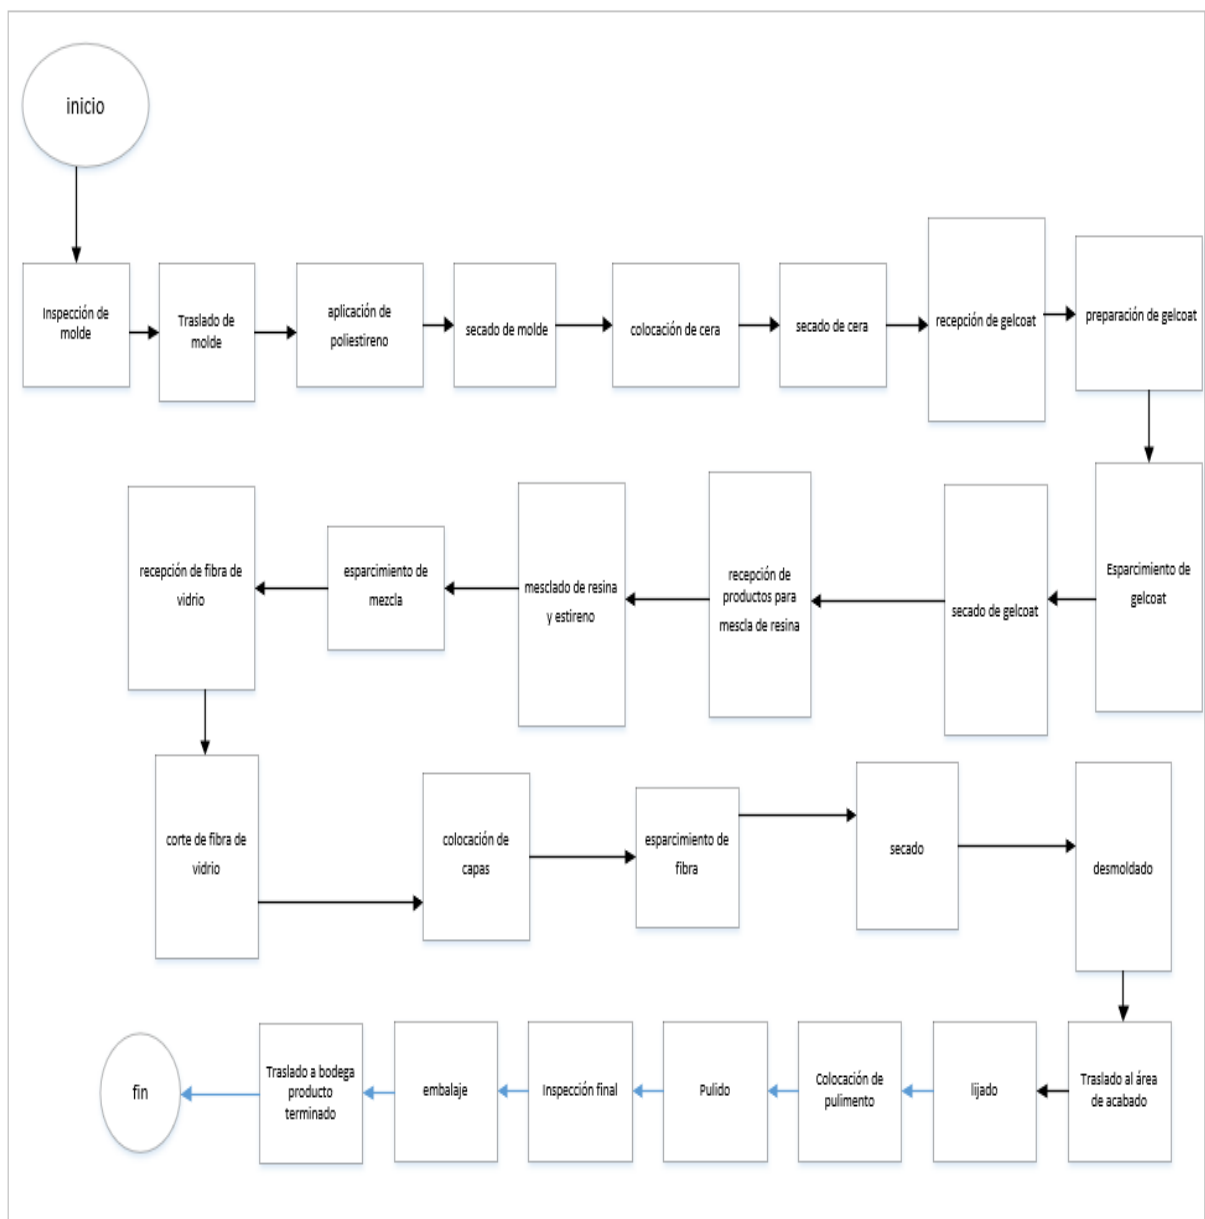 inicio
Inspección de
molde
Traslado de
molde
aplicación de
poliestireno
secado de molde
colocación de cera
secado de cera
recepción de gelcoat
preparación de gelcoat
Esparcimiento de
gelcoat
secado de gelcoat
recepción de
productos para
mescla de resina
mesclado de resina
y estireno
esparcimiento de
mezcla
recepción de fibra de
vidrio
corte de fibra de
vidrio
colocación de
capas
esparcimiento de
fibra
secado
desmoldado
Traslado al área
de acabado
lijado
Colocación de
pulimento
Pulido
Inspección final
embalaje
Traslado a bodega
producto
terminado
fin